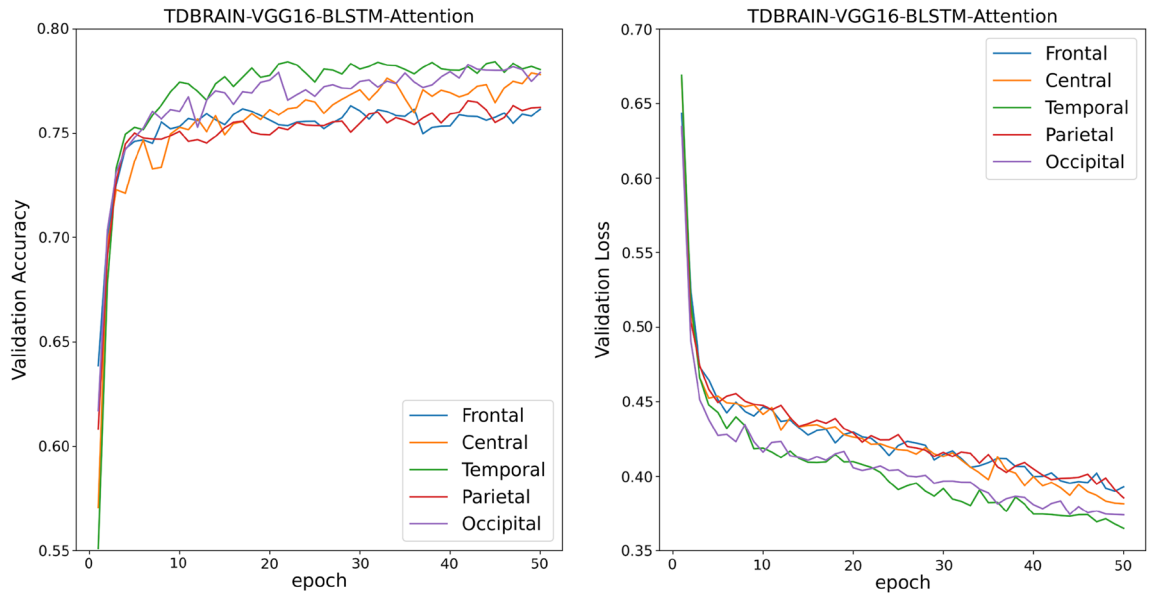 TDBRAIN-VGG16-BLSTM-Attention
Validation Accuracy
0.80
0.75
0.70
0.65
0.60
0.55
0 10 20 30 40 50
epoch
Frontal
Central
Temporal
Parietal
Occipital
TDBRAIN-VGG16-BLSTM-Attention
Validation Loss
0.70
0.65
0.60
0.55
0.50
0.45
0.40
0.35
0 10 20 30 40 50
epoch
Frontal
Central
Temporal
Parietal
Occipital